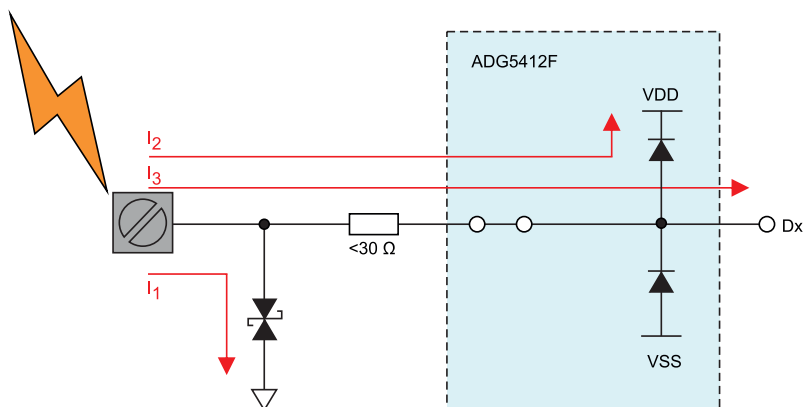 ADG5412F
VDD
I2
I3
<30 Ω
Dx
I1
VSS